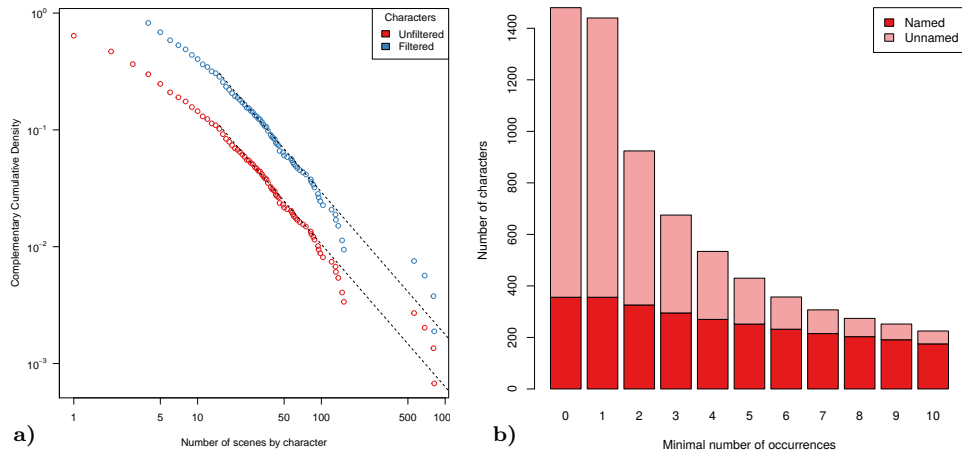 Complementary Cumulative Density
10⁰
10⁻¹
10⁻²
10⁻³
Characters
Unfiltered
Filtered
1 5 10 50 100 500 1000
Number of scenes by character
a)
Number of characters
0 200 400 600 800 1000 1200 1400
Named
Unnamed
0 1 2 3 4 5 6 7 8 9 10
Minimal number of occurrences
b)